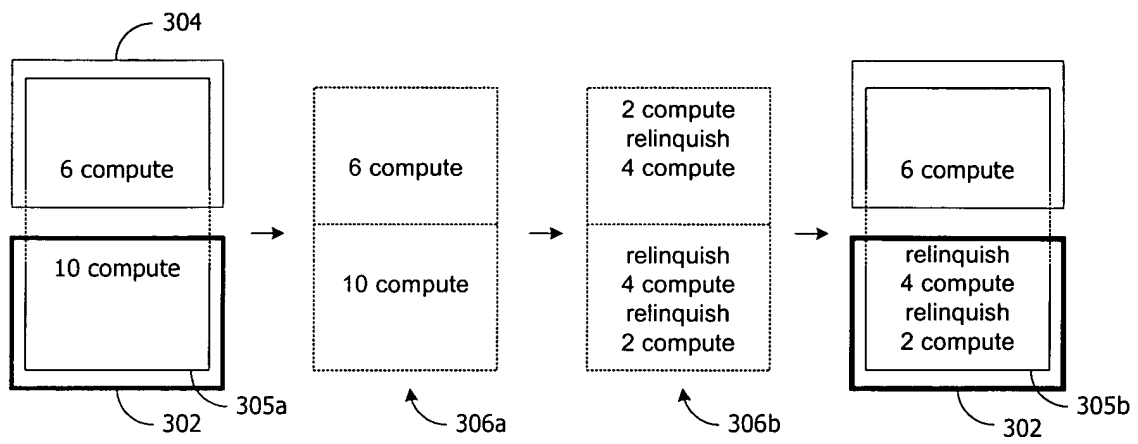 304
6 compute
10 compute
305a
302
6 compute
10 compute
306a
2 compute
relinquish
4 compute
relinquish
4 compute
relinquish
2 compute
306b
6 compute
relinquish
4 compute
relinquish
2 compute
305b
302